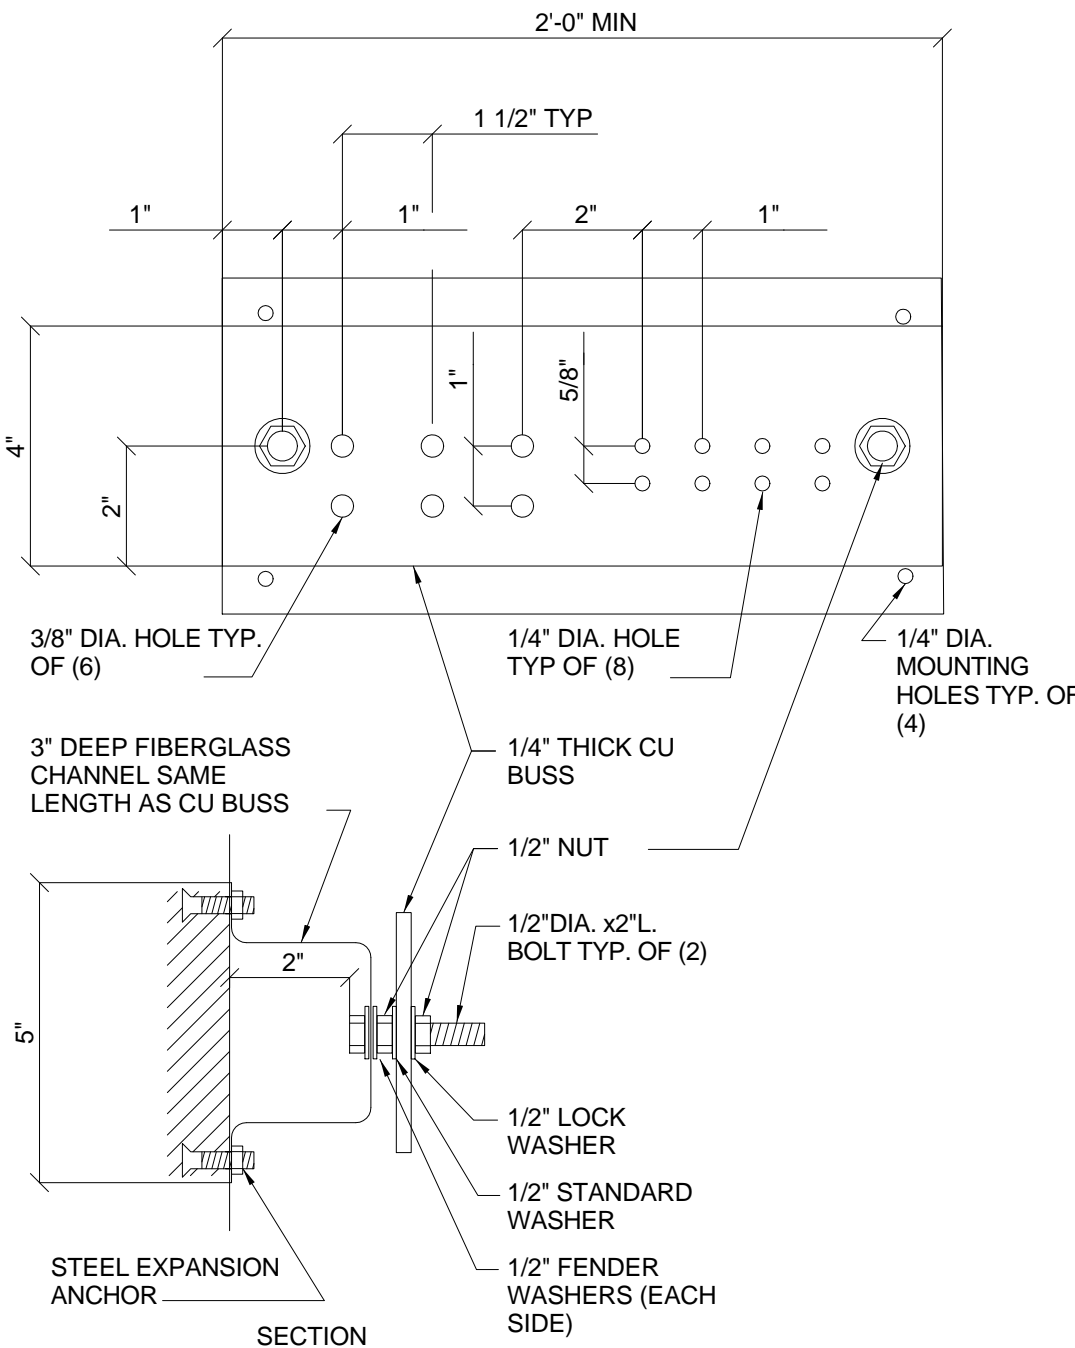 2'-0" MIN
1 1/2" TYP
1"
1"
2"
1"
4"
2"
1"
5/8"
3/8" DIA. HOLE TYP.
OF (6)
1/4" DIA. HOLE
TYP OF (8)
1/4" DIA.
MOUNTING
HOLES TYP. OF
(4)
3" DEEP FIBERGLASS
CHANNEL SAME
LENGTH AS CU BUSS
1/4" THICK CU
BUSS
1/2" NUT
1/2"DIA. x2"L.
BOLT TYP. OF (2)
2"
5"
1/2" LOCK
WASHER
1/2" STANDARD
WASHER
1/2" FENDER
WASHERS (EACH
SIDE)
STEEL EXPANSION
ANCHOR
SECTION